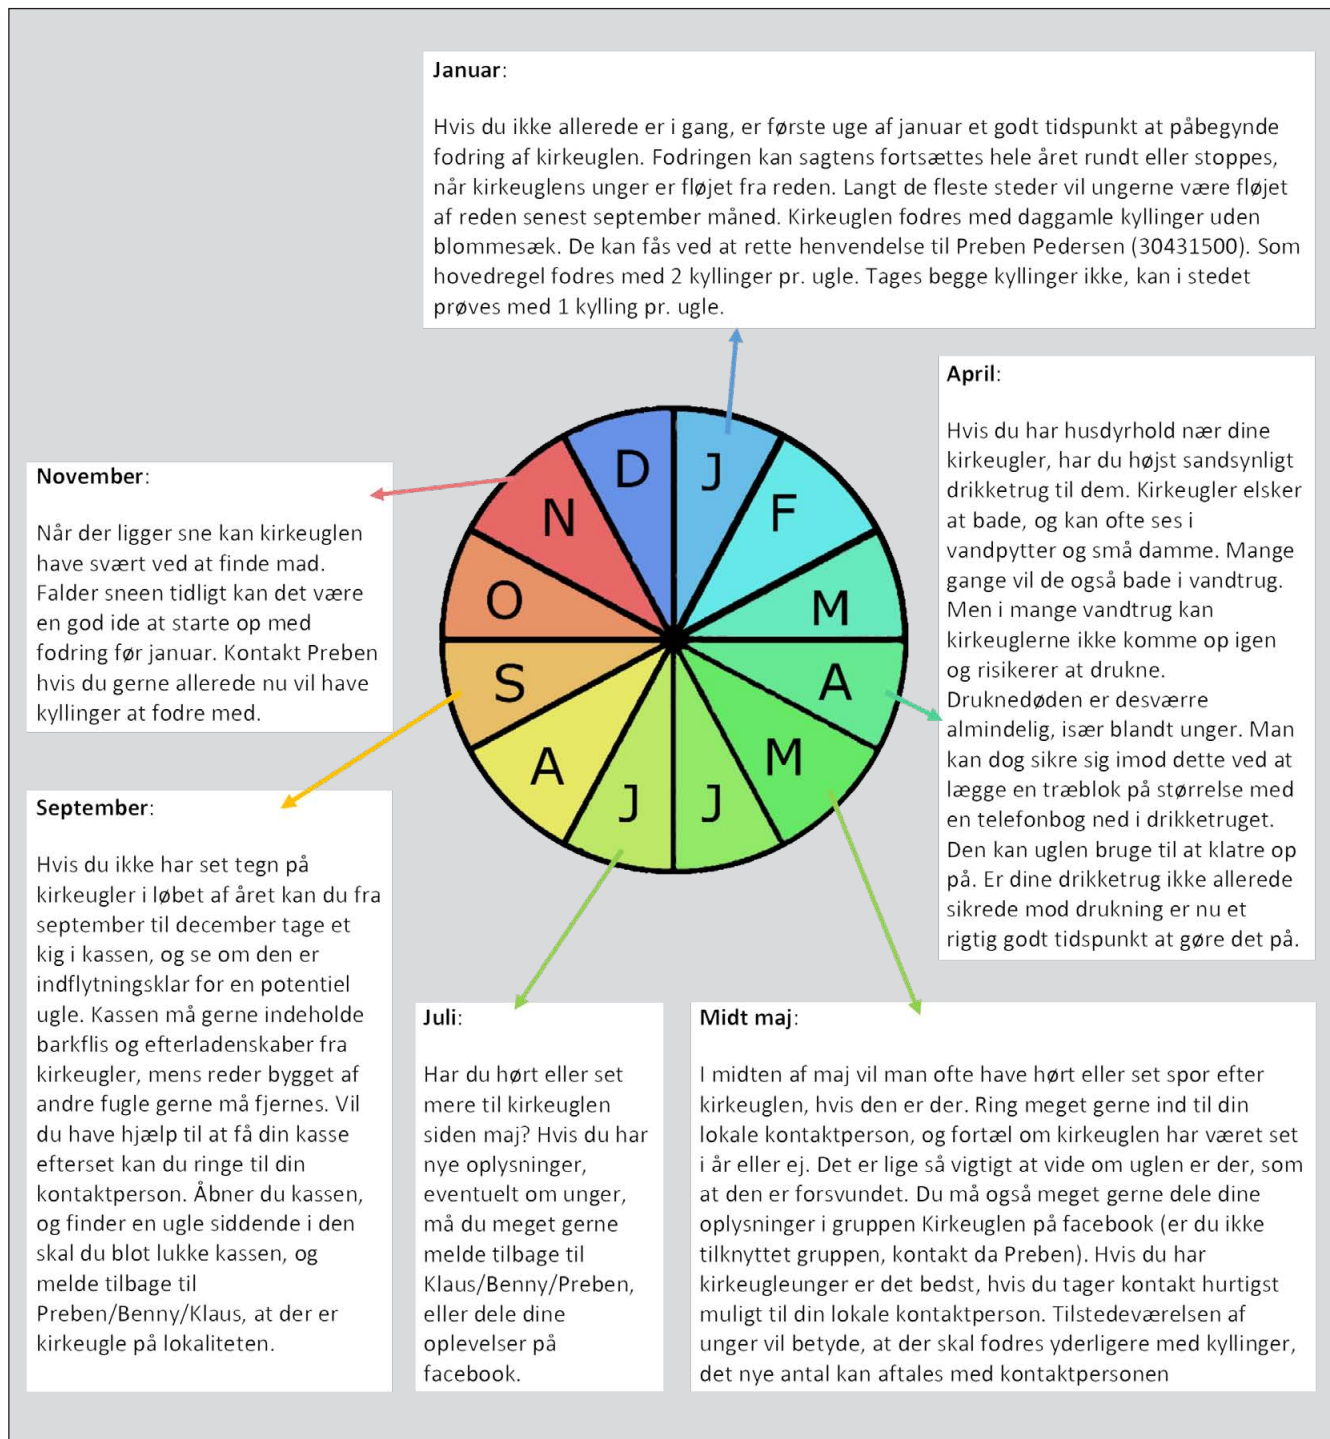 Januar:
Hvis du ikke allerede er i gang, er første uge af januar et godt tidspunkt at påbegynde
fodring af kirkeuglen. Fodringen kan sagtens fortsættes hele året rundt eller stoppes,
når kirkeuglens unger er fløjet fra reden. Langt de fleste steder vil ungerne være fløjet
af reden senest september måned. Kirkeuglen fodres med daggamle kyllinger uden
blommesæk. De kan fås ved at rette henvendelse til Preben Pedersen (30431500). Som
hovedregel fodres med 2 kyllinger pr. ugle. Tages begge kyllinger ikke, kan i stedet
prøves med 1 kylling pr. ugle.
April:
Hvis du har husdyrhold nær dine
kirkeugler, har du højst sandsynligt
drikketrug til dem. Kirkeugler elsker
at bade, og kan ofte ses i
vandpytter og små damme. Mange
gange vil de også bade i vandtrug.
Men i mange vandtrug kan
kirkeuglerne ikke komme op igen
og risikerer at drukne.
Druknedøden er desværre
almindelig, især blandt unger. Man
kan dog sikre sig imod dette ved at
lægge en træblok på størrelse med
en telefonbog ned i drikketruget.
Den kan uglen bruge til at klatre op
på. Er dine drikketrug ikke allerede
sikrede mod drukning er nu et
rigtig godt tidspunkt at gøre det på.
J
F
M
A
M
J
J
A
S
O
N
D
November:
Når der ligger sne kan kirkeuglen
have svært ved at finde mad.
Falder sneen tidligt kan det være
en god ide at starte op med
fodring før januar. Kontakt Preben
hvis du gerne allerede nu vil have
kyllinger at fodre med.
September:
Hvis du ikke har set tegn på
kirkeugler i løbet af året kan du fra
september til december tage et
kig i kassen, og se om den er
indflytningsklar for en potentiel
ugle. Kassen må gerne indeholde
barkflis og efterladenskaber fra
kirkeugler, mens reder bygget af
andre fugle gerne må fjernes. Vil
du have hjælp til at få din kasse
efterset kan du ringe til din
kontaktperson. Åbner du kassen,
og finder en ugle siddende i den
skal du blot lukke kassen, og
melde tilbage til
Preben/Benny/Klaus, at der er
kirkeugle på lokaliteten.
Juli:
Har du hørt eller set
mere til kirkeuglen
siden maj? Hvis du har
nye oplysninger,
eventuelt om unger,
må du meget gerne
melde tilbage til
Klaus/Benny/Preben,
eller dele dine
oplevelser på
facebook.
Midt maj:
I midten af maj vil man ofte have hørt eller set spor efter
kirkeuglen, hvis den er der. Ring meget gerne ind til din
lokale kontaktperson, og fortæl om kirkeuglen har været set
i år eller ej. Det er lige så vigtigt at vide om uglen er der, som
at den er forsvundet. Du må også meget gerne dele dine
oplysninger i gruppen Kirkeuglen på facebook (er du ikke
tilknyttet gruppen, kontakt da Preben). Hvis du har
kirkeugleunger er det bedst, hvis du tager kontakt hurtigst
muligt til din lokale kontaktperson. Tilstedeværelsen af
unger vil betyde, at der skal fodres yderligere med kyllinger,
det nye antal kan aftales med kontaktpersonen